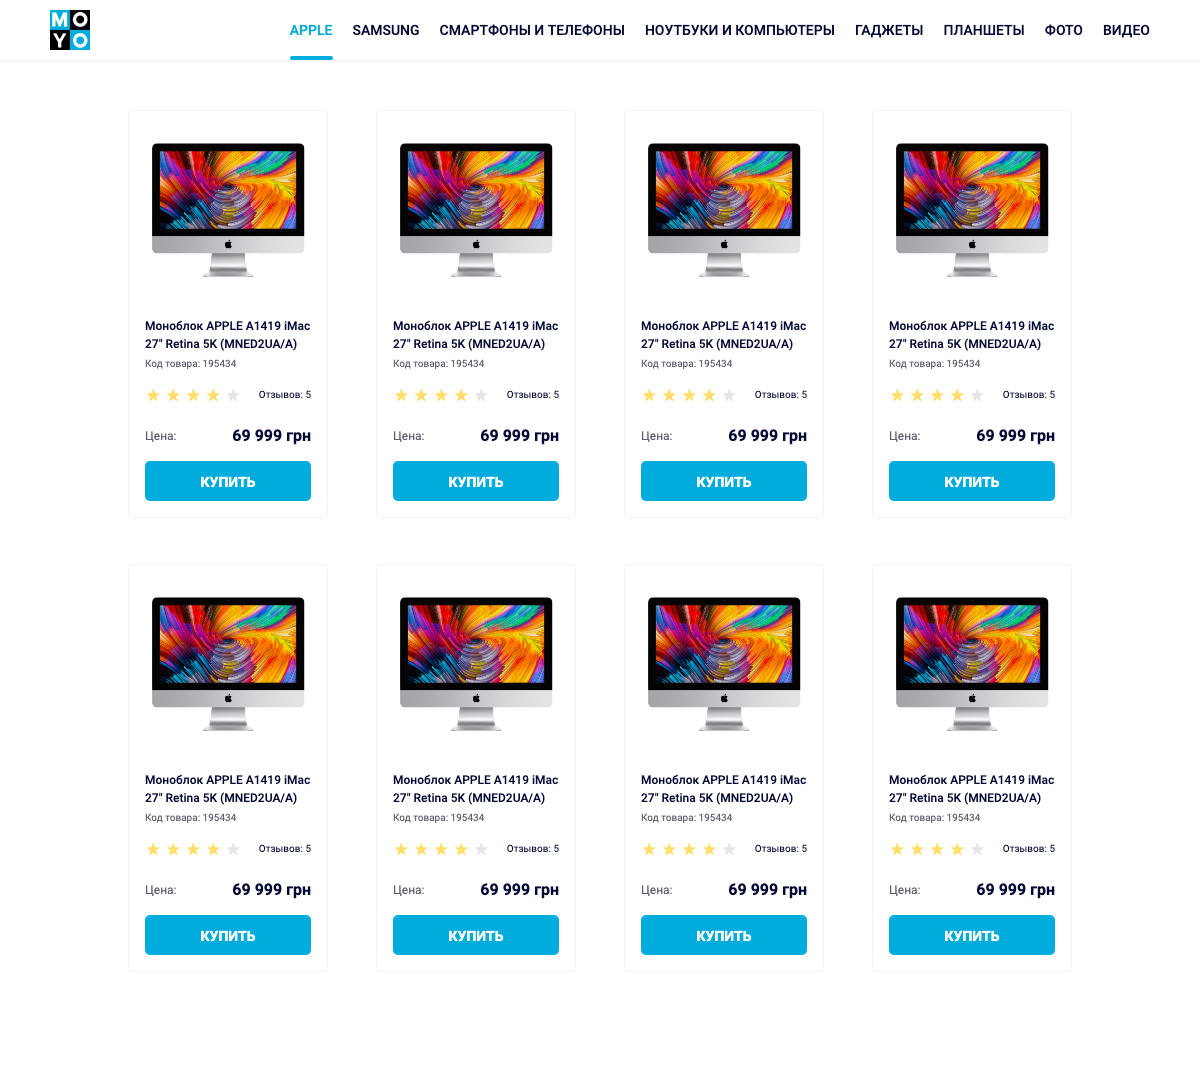 MO
YO
APPLE SAMSUNG СМАРТФОНЫ И ТЕЛЕФОНЫ НОУТБУКИ И КОМПЬЮТЕРЫ ГАДЖЕТЫ ПЛАНШЕТЫ ФОТО ВИДЕО
Моноблок APPLE A1419 iMac
27" Retina 5K (MNED2UA/A)
Код товара: 195434
Отзывов: 5
Цена: 69 999 грн
КУПИТЬ
Моноблок APPLE A1419 iMac
27" Retina 5K (MNED2UA/A)
Код товара: 195434
Отзывов: 5
Цена: 69 999 грн
КУПИТЬ
Моноблок APPLE A1419 iMac
27" Retina 5K (MNED2UA/A)
Код товара: 195434
Отзывов: 5
Цена: 69 999 грн
КУПИТЬ
Моноблок APPLE A1419 iMac
27" Retina 5K (MNED2UA/A)
Код товара: 195434
Отзывов: 5
Цена: 69 999 грн
КУПИТЬ
Моноблок APPLE A1419 iMac
27" Retina 5K (MNED2UA/A)
Код товара: 195434
Отзывов: 5
Цена: 69 999 грн
КУПИТЬ
Моноблок APPLE A1419 iMac
27" Retina 5K (MNED2UA/A)
Код товара: 195434
Отзывов: 5
Цена: 69 999 грн
КУПИТЬ
Моноблок APPLE A1419 iMac
27" Retina 5K (MNED2UA/A)
Код товара: 195434
Отзывов: 5
Цена: 69 999 грн
КУПИТЬ
Моноблок APPLE A1419 iMac
27" Retina 5K (MNED2UA/A)
Код товара: 195434
Отзывов: 5
Цена: 69 999 грн
КУПИТЬ